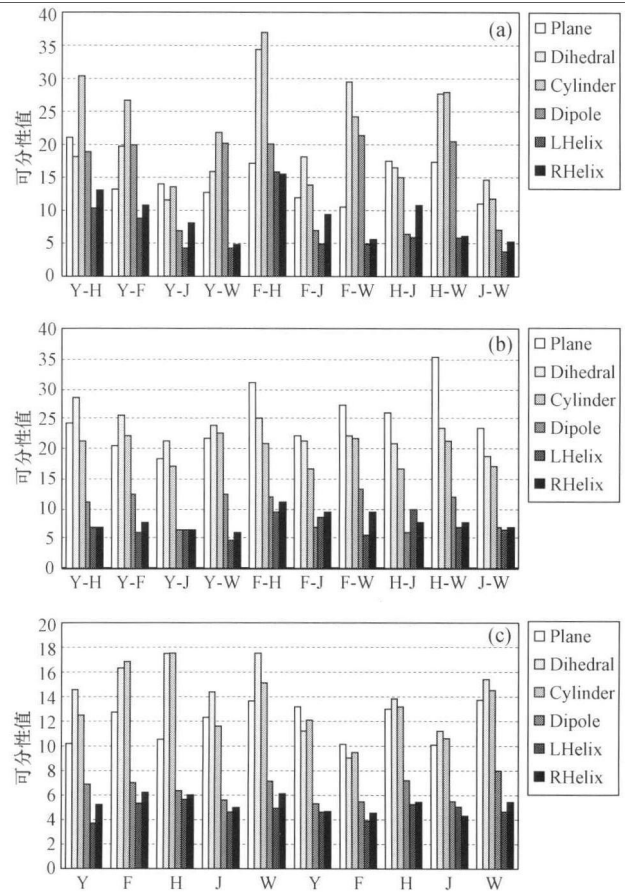 (a)
可分性值
40
35
30
25
20
15
10
5
0
Y-H Y-F Y-J Y-W F-H F-J F-W H-J H-W J-W
Plane
Dihedral
Cylinder
Dipole
LHelix
RHelix
(b)
可分性值
40
35
30
25
20
15
10
5
0
Y-H Y-F Y-J Y-W F-H F-J F-W H-J H-W J-W
Plane
Dihedral
Cylinder
Dipole
LHelix
RHelix
(c)
可分性值
20
18
16
14
12
10
8
6
4
2
0
Y F H J W Y F H J W
Plane
Dihedral
Cylinder
Dipole
LHelix
RHelix